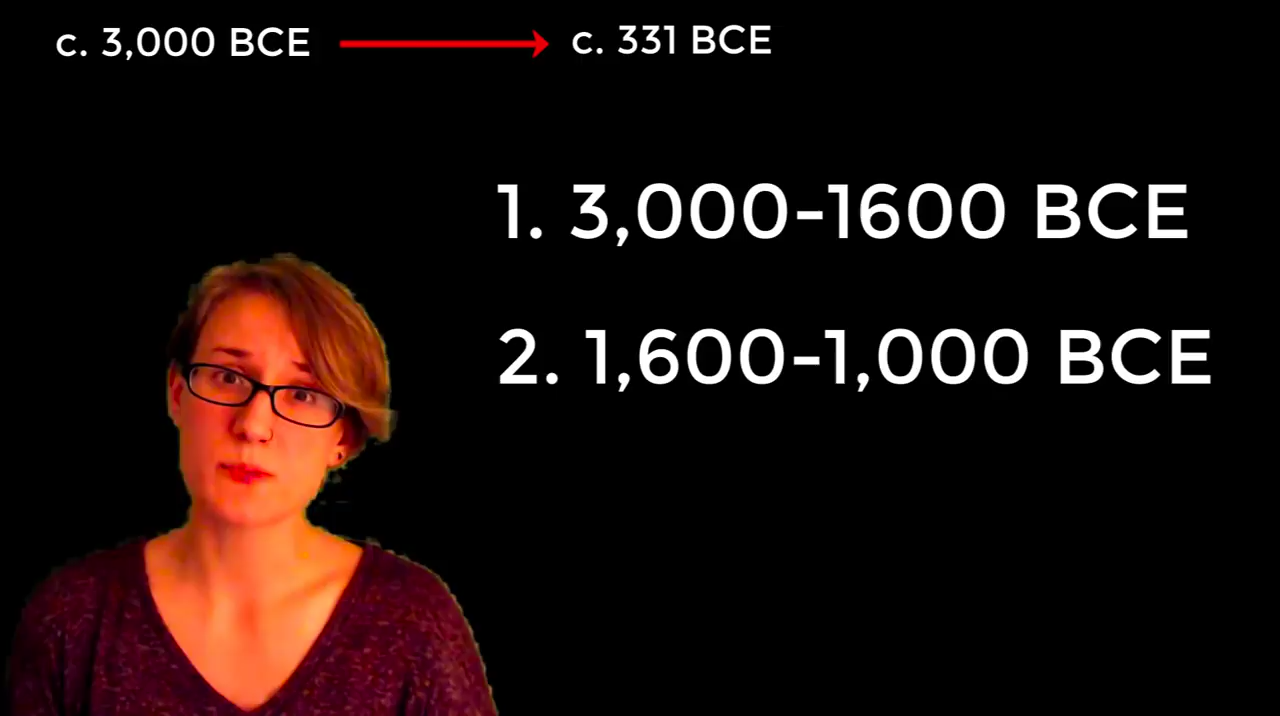 c. 3,000 BCE c. 331 BCE
1. 3,000-1600 BCE
2. 1,600-1,000 BCE